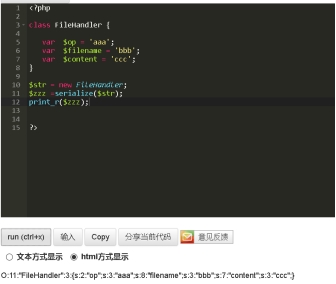 1 <?php
2
3 class FileHandler {
4
5 var $op = 'aaa';
6 var $filename = 'bbb';
7 var $content = 'ccc';
8 }
9
10 $str = new FileHandler;
11 $zzz =serialize($str);
12 print_r($zzz);
13
14
15 ?>
run (ctrl+x) 输入 Copy 分享当前代码 意见反馈
文本方式显示 html方式显示
O:11:"FileHandler":3:{s:2:"op";s:3:"aaa";s:8:"filename";s:3:"bbb";s:7:"content";s:3:"ccc";}